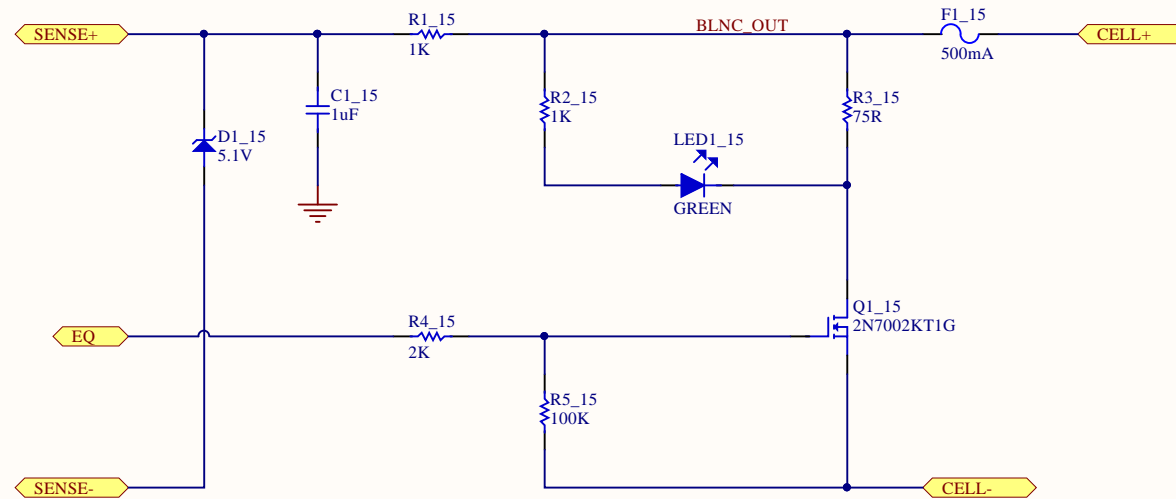 F1_15
SENSE+
R1_15
BLNC_OUT
CELL+
1K
500mA
C1_15
1uF
R2_15
1K
R3_15
75R
D1_15
5.1V
LED1_15
GREEN
Q1_15
2N7002KT1G
EQ
R4_15
2K
R5_15
100K
SENSE-
CELL-